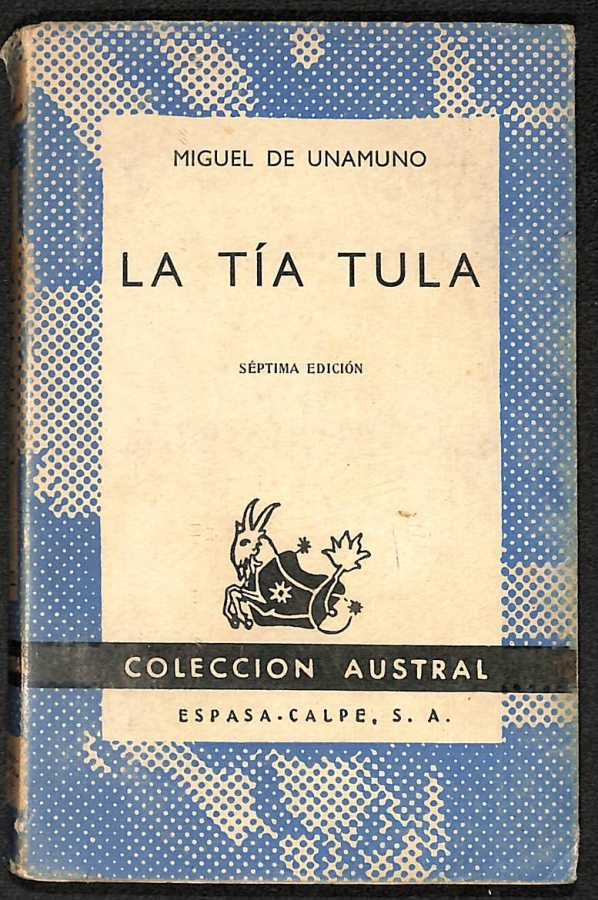 MIGUEL DE UNAMUNO
LA TÍA TULA
SÉPTIMA EDICIÓN
COLECCION AUSTRAL
ESPASA-CALPE, S. A.